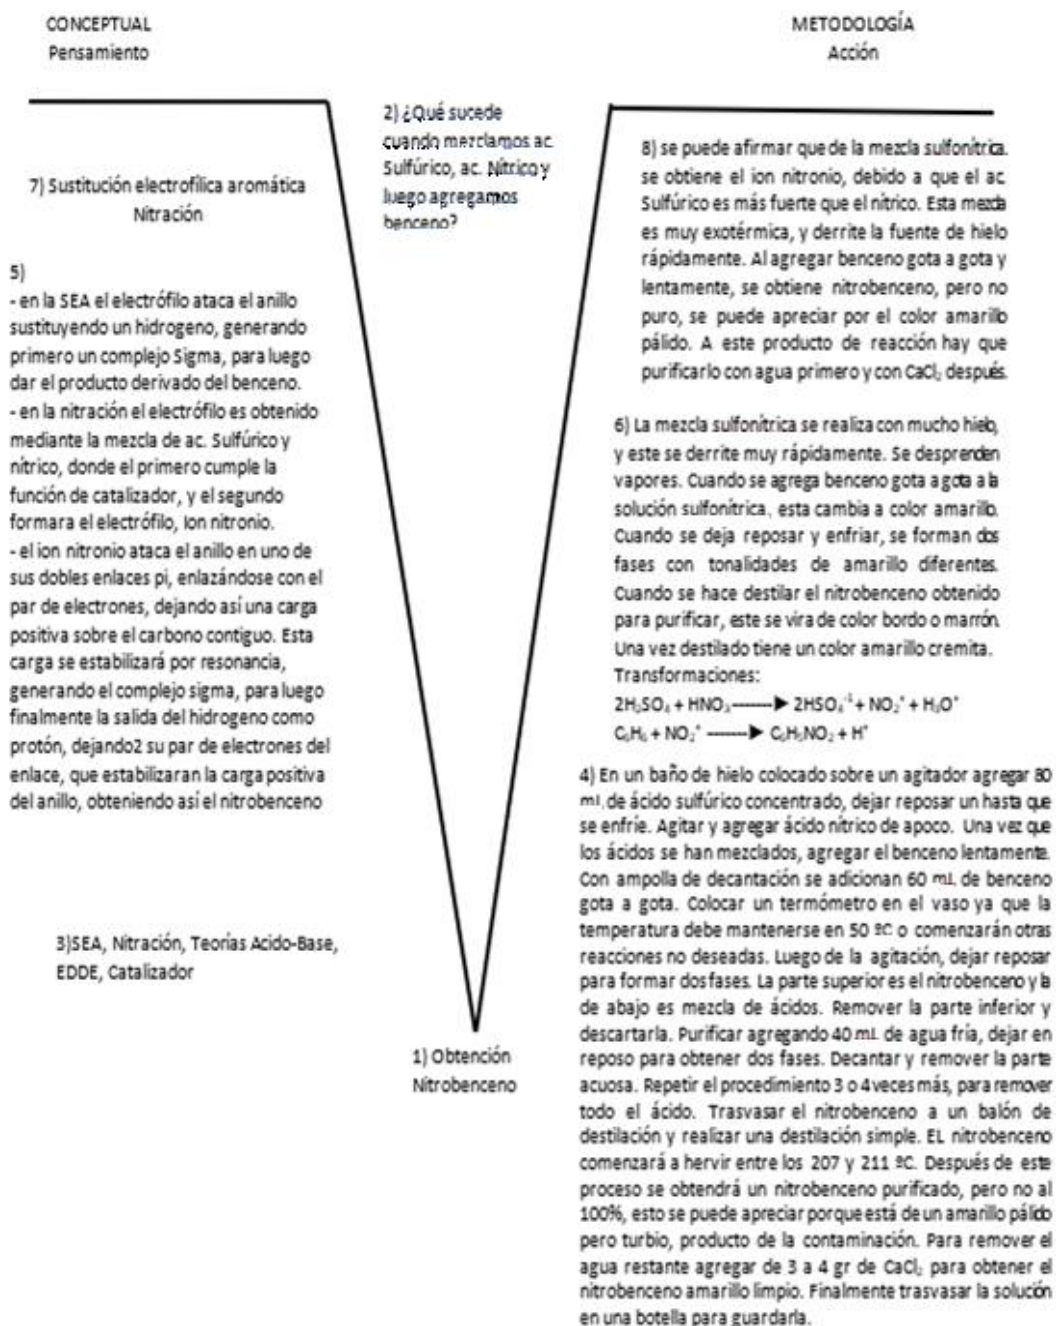 CONCEPTUAL
Pensamiento
METODOLOGÍA
Acción
2) ¿Qué sucede
cuando mezclamos ac.
Sulfúrico, ac. Nítrico y
luego agregamos
benceno?
7) Sustitución electrofílica aromática
Nitración
5)
- en la SEA el electrófilo ataca el anillo
sustituyendo un hidrogeno, generando
primero un complejo Sigma, para luego
dar el producto derivado del benceno.
- en la nitración el electrófilo es obtenido
mediante la mezcla de ac. Sulfúrico y
nítrico, donde el primero cumple la
función de catalizador, y el segundo
formara el electrófilo, Ion nitronio.
- el ion nitronio ataca el anillo en uno de
sus dobles enlaces pi, enlazándose con el
par de electrones, dejando así una carga
positiva sobre el carbono contiguo. Esta
carga se estabilizará por resonancia,
generando el complejo sigma, para luego
finalmente la salida del hidrogeno como
protón, dejando2 su par de electrones del
enlace, que estabilizaran la carga positiva
del anillo, obteniendo así el nitrobenceno
3)SEA, Nitración, Teorías Acido-Base,
EDDE, Catalizador
1) Obtención
Nitrobenceno
8) se puede afirmar que de la mezcla sulfonítrica
se obtiene el ion nitronio, debido a que el ac.
Sulfúrico es más fuerte que el nítrico. Esta mezcla
es muy exotérmica, y derrite la fuente de hielo
rápidamente. Al agregar benceno gota a gota y
lentamente, se obtiene nitrobenceno, pero no
puro, se puede apreciar por el color amarillo
pálido. A este producto de reacción hay que
purificarlo con agua primero y con CaCl₂ después.
6) La mezcla sulfonítrica se realiza con mucho hielo,
y este se derrite muy rápidamente. Se desprenden
vapores. Cuando se agrega benceno gota a gota a la
solución sulfonítrica, esta cambia a color amarillo.
Cuando se deja reposar y enfriar, se forman dos
fases con tonalidades de amarillo diferentes.
Cuando se hace destilar el nitrobenceno obtenido
para purificar, este se vira de color bordo o marrón.
Una vez destilado tiene un color amarillo cremita.
Transformaciones:
2H₂SO₄ + HNO₃ -------► 2HSO₄⁻¹ + NO₂⁺ + H₃O⁺
C₆H₆ + NO₂⁺ -------► C₆H₅NO₂ + H⁺
4) En un baño de hielo colocado sobre un agitador agregar 80
mL de ácido sulfúrico concentrado, dejar reposar un hasta que
se enfríe. Agitar y agregar ácido nítrico de apoco. Una vez que
los ácidos se han mezclados, agregar el benceno lentamente.
Con ampolla de decantación se adicionan 60 mL de benceno
gota a gota. Colocar un termómetro en el vaso ya que la
temperatura debe mantenerse en 50 ºC o comenzarán otras
reacciones no deseadas. Luego de la agitación, dejar reposar
para formar dos fases. La parte superior es el nitrobenceno y la
de abajo es mezcla de ácidos. Remover la parte inferior y
descartarla. Purificar agregando 40 mL de agua fría, dejar en
reposo para obtener dos fases. Decantar y remover la parte
acuosa. Repetir el procedimiento 3 o 4 veces más, para remover
todo el ácido. Trasvasar el nitrobenceno a un balón de
destilación y realizar una destilación simple. EL nitrobenceno
comenzará a hervir entre los 207 y 211 ºC. Después de este
proceso se obtendrá un nitrobenceno purificado, pero no al
100%, esto se puede apreciar porque está de un amarillo pálido
pero turbio, producto de la contaminación. Para remover el
agua restante agregar de 3 a 4 gr de CaCl₂ para obtener el
nitrobenceno amarillo limpio. Finalmente trasvasar la solución
en una botella para guardarla.